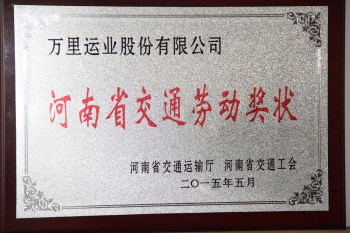 万里运业股份有限公司
河南省交通劳动奖状
河南省交通运输厅 河南省交通工会
二〇一五年五月